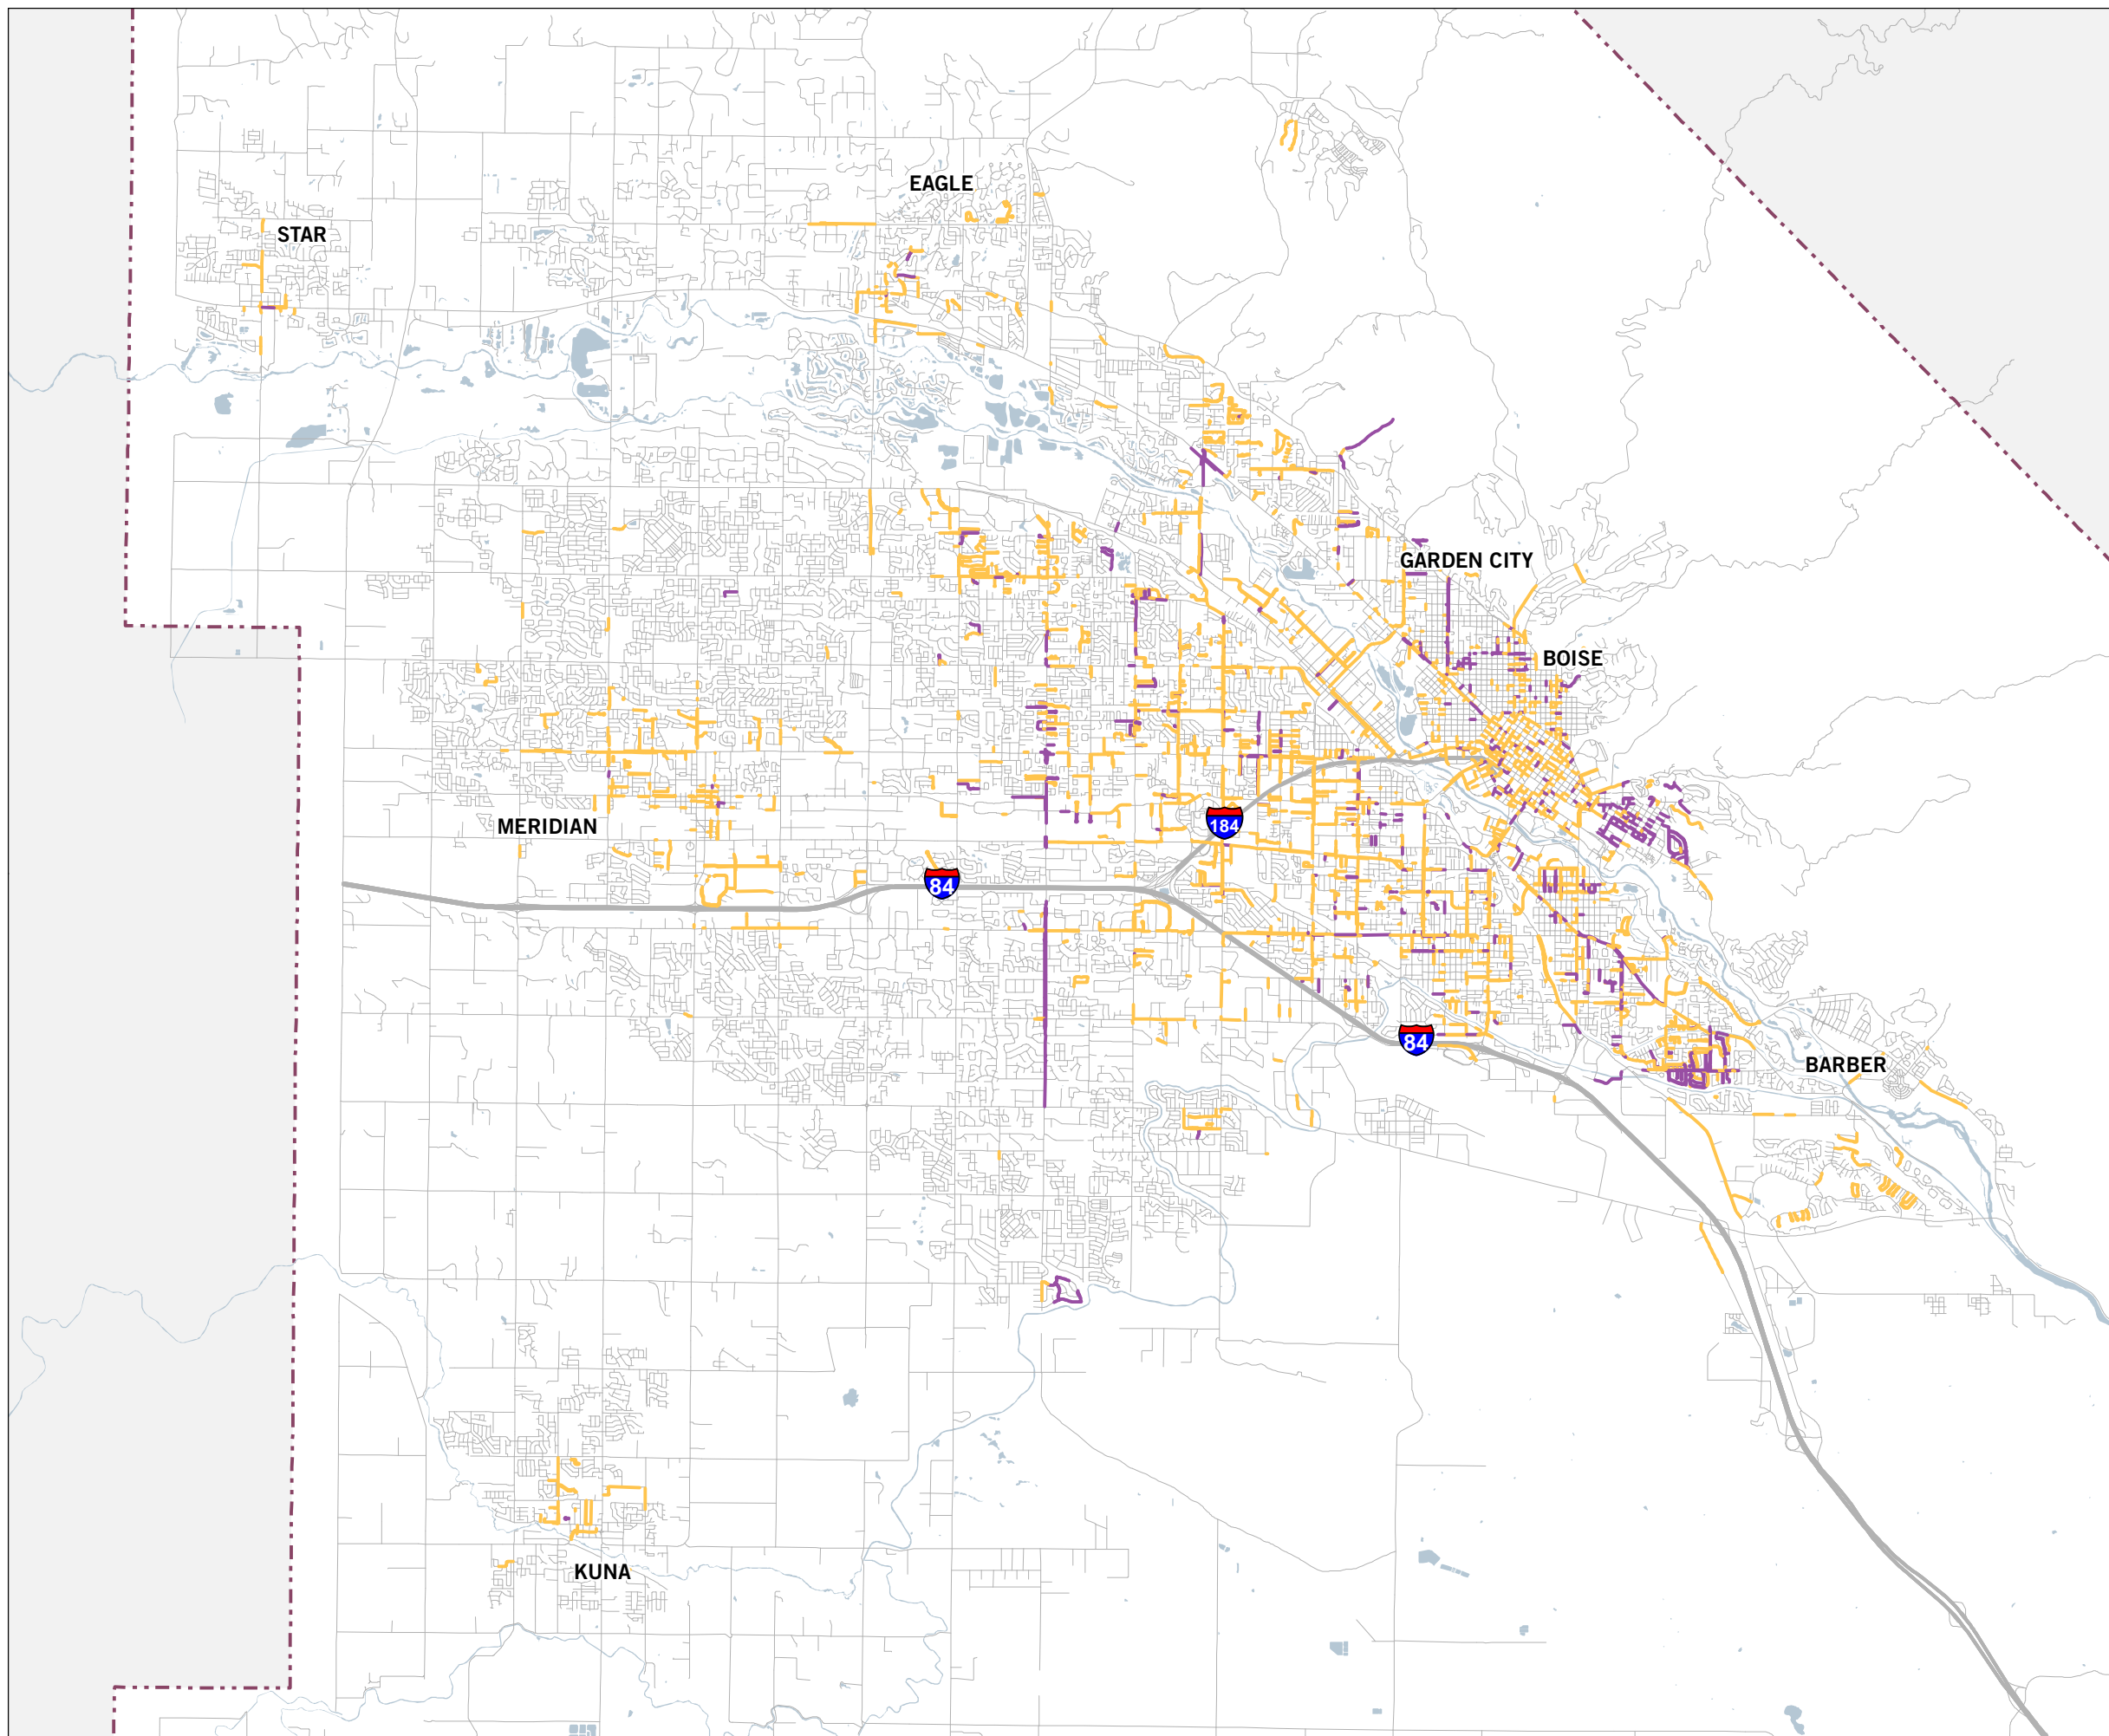 EAGLE
STAR
GARDEN CITY
BOISE
MERIDIAN
184
84
84
BARBER
KUNA